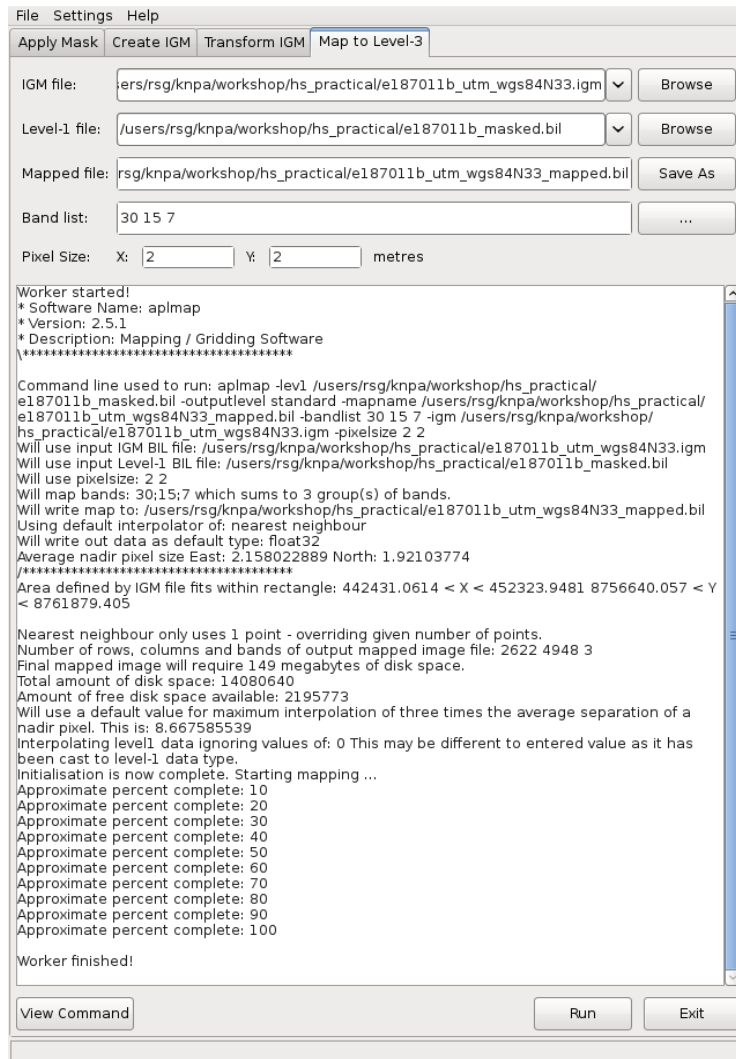 File Settings Help
Apply Mask Create IGM Transform IGM Map to Level-3
IGM file: ers/rsg/knpa/workshop/hs_practical/e187011b_utm_wgs84N33.igm Browse
Level-1 file: /users/rsg/knpa/workshop/hs_practical/e187011b_masked.bil Browse
Mapped file: rsg/knpa/workshop/hs_practical/e187011b_utm_wgs84N33_mapped.bil Save As
Band list: 30 15 7 ...
Pixel Size: X: 2 Y: 2 metres
Worker started!
* Software Name: aplmap
* Version: 2.5.1
* Description: Mapping / Gridding Software
\***************************************
Command line used to run: aplmap -lev1 /users/rsg/knpa/workshop/hs_practical/
e187011b_masked.bil -outputlevel standard -mapname /users/rsg/knpa/workshop/hs_practical/
e187011b_utm_wgs84N33_mapped.bil -bandlist 30 15 7 -igm /users/rsg/knpa/workshop/
hs_practical/e187011b_utm_wgs84N33.igm -pixelsize 2 2
Will use input IGM BIL file: /users/rsg/knpa/workshop/hs_practical/e187011b_utm_wgs84N33.igm
Will use input Level-1 BIL file: /users/rsg/knpa/workshop/hs_practical/e187011b_masked.bil
Will use pixelsize: 2 2
Will map bands: 30;15;7 which sums to 3 group(s) of bands.
Will write map to: /users/rsg/knpa/workshop/hs_practical/e187011b_utm_wgs84N33_mapped.bil
Using default interpolator of: nearest neighbour
Will write out data as default type: float32
Average nadir pixel size East: 2.158022889 North: 1.92103774
/***************************************
Area defined by IGM file fits within rectangle: 442431.0614 < X < 452323.9481 8756640.057 < Y
< 8761879.405
Nearest neighbour only uses 1 point - overriding given number of points.
Number of rows, columns and bands of output mapped image file: 2622 4948 3
Final mapped image will require 149 megabytes of disk space.
Total amount of disk space: 14080640
Amount of free disk space available: 2195773
Will use a default value for maximum interpolation of three times the average separation of a
nadir pixel. This is: 8.667585539
Interpolating level1 data ignoring values of: 0 This may be different to entered value as it has
been cast to level-1 data type.
Initialisation is now complete. Starting mapping ...
Approximate percent complete: 10
Approximate percent complete: 20
Approximate percent complete: 30
Approximate percent complete: 40
Approximate percent complete: 50
Approximate percent complete: 60
Approximate percent complete: 70
Approximate percent complete: 80
Approximate percent complete: 90
Approximate percent complete: 100
Worker finished!
View Command Run Exit